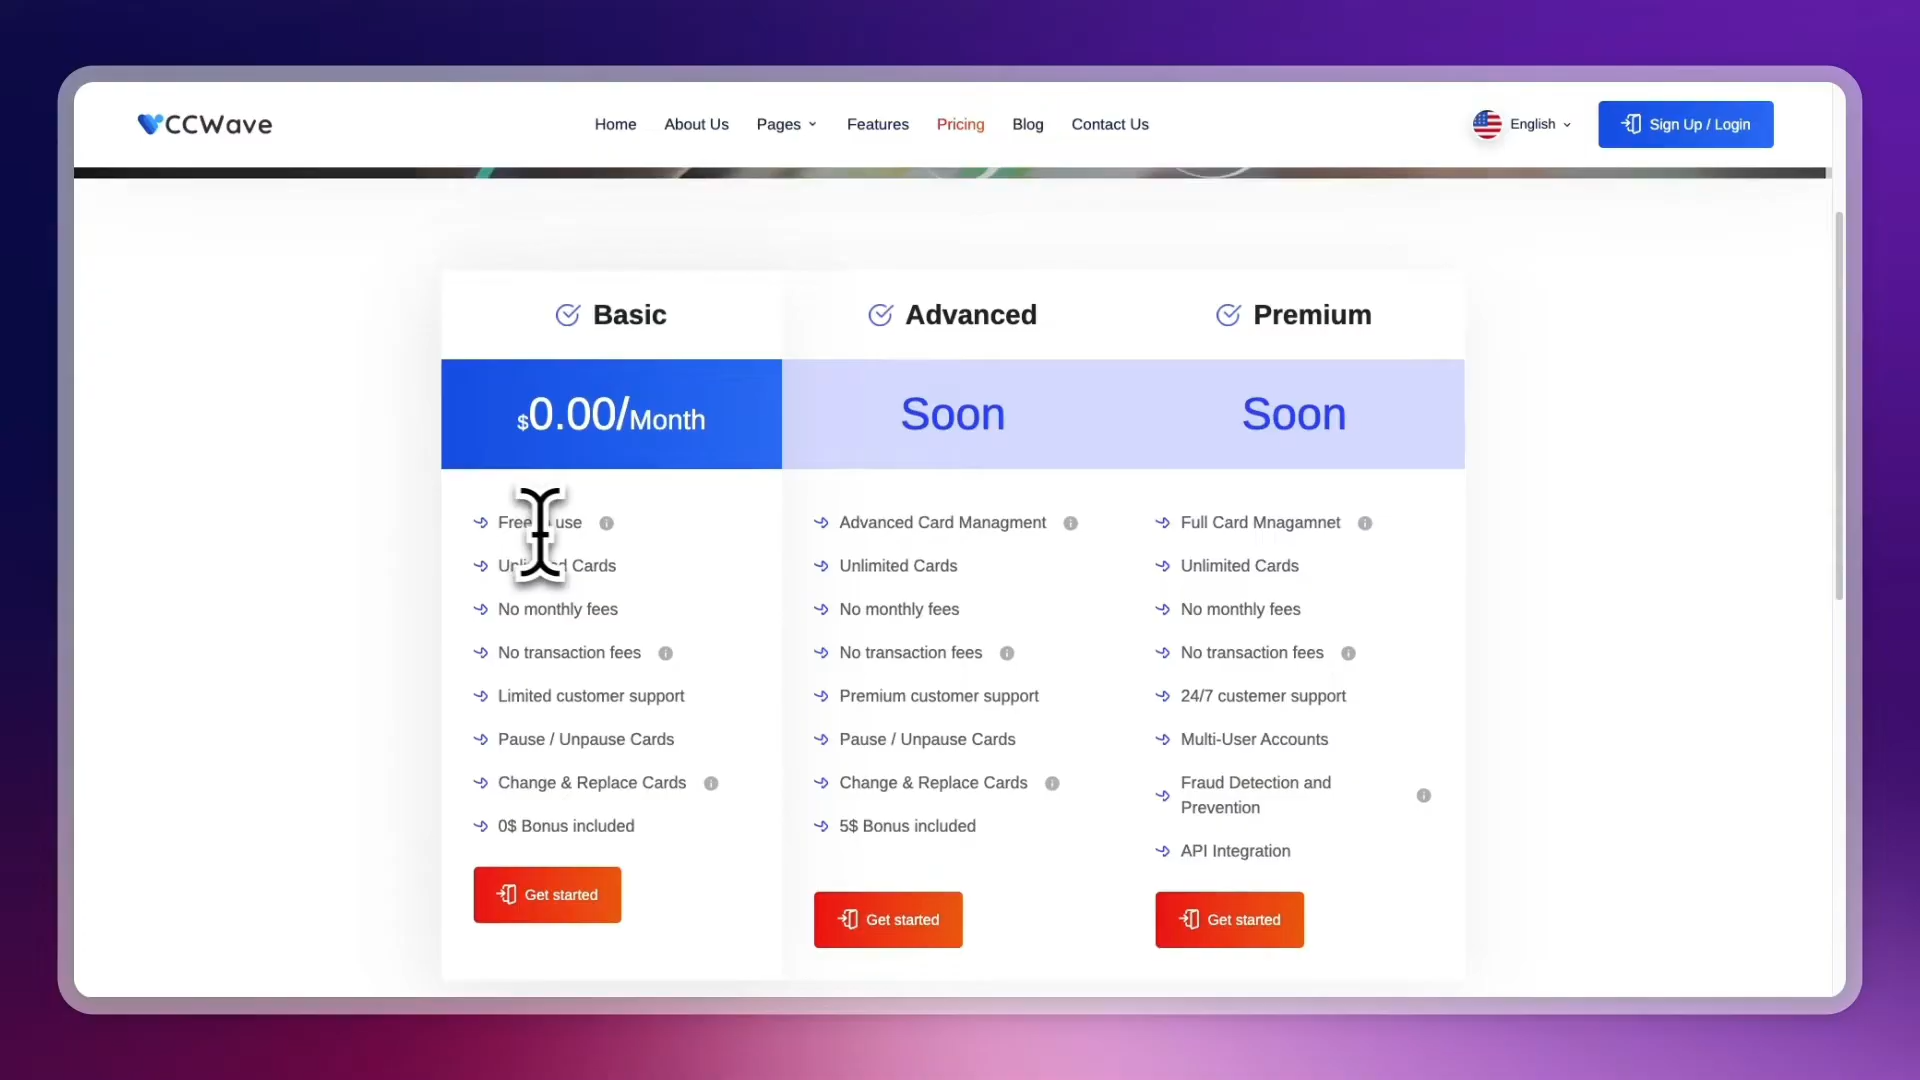 CCWave
Home
About Us
Pages
Features
Pricing
Blog
Contact Us
English
Sign Up / Login
Basic
$0.00/Month
Free use
Cards
No monthly fees
No transaction fees
Limited customer support
Pause / Unpause Cards
Change & Replace Cards
0$ Bonus included
Get started
Advanced
Soon
Advanced Card Managment
Unlimited Cards
No monthly fees
No transaction fees
Premium customer support
Pause / Unpause Cards
Change & Replace Cards
5$ Bonus included
Get started
Premium
Soon
Full Card Mnagamnet
Unlimited Cards
No monthly fees
No transaction fees
24/7 custemer support
Multi-User Accounts
Fraud Detection and
Prevention
API Integration
Get started